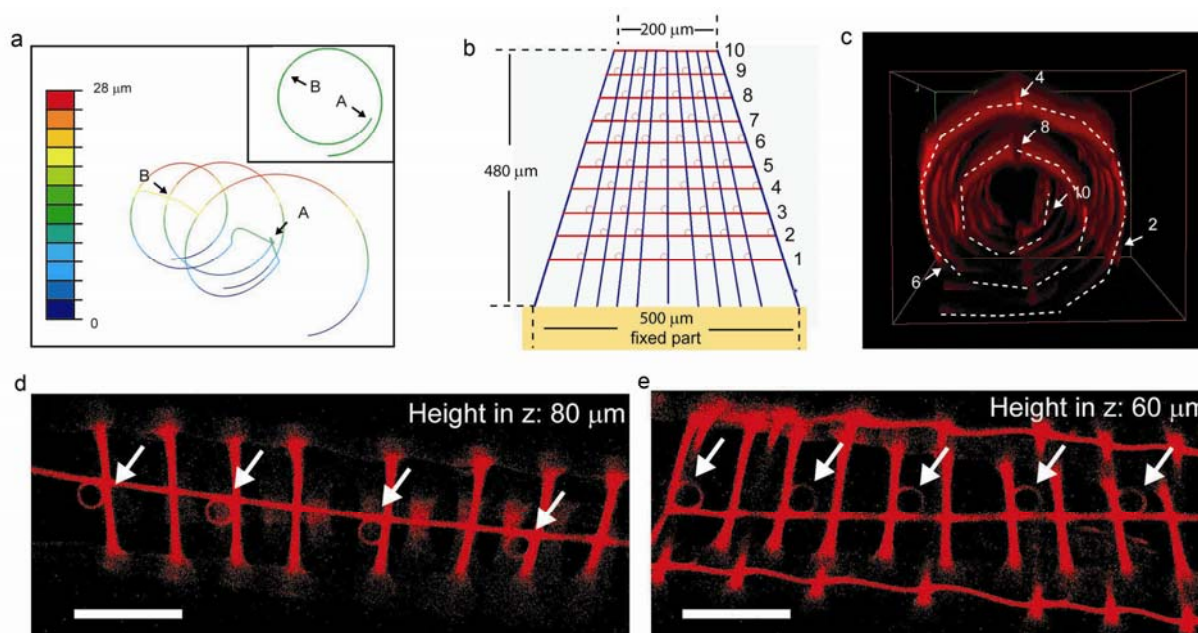 a
28 μm
B
A
0
B
A
b
200 μm
10
9
8
7
6
5
4
3
2
1
480 μm
500 μm
fixed part
c
4
8
10
2
6
d
Height in z: 80 μm
e
Height in z: 60 μm